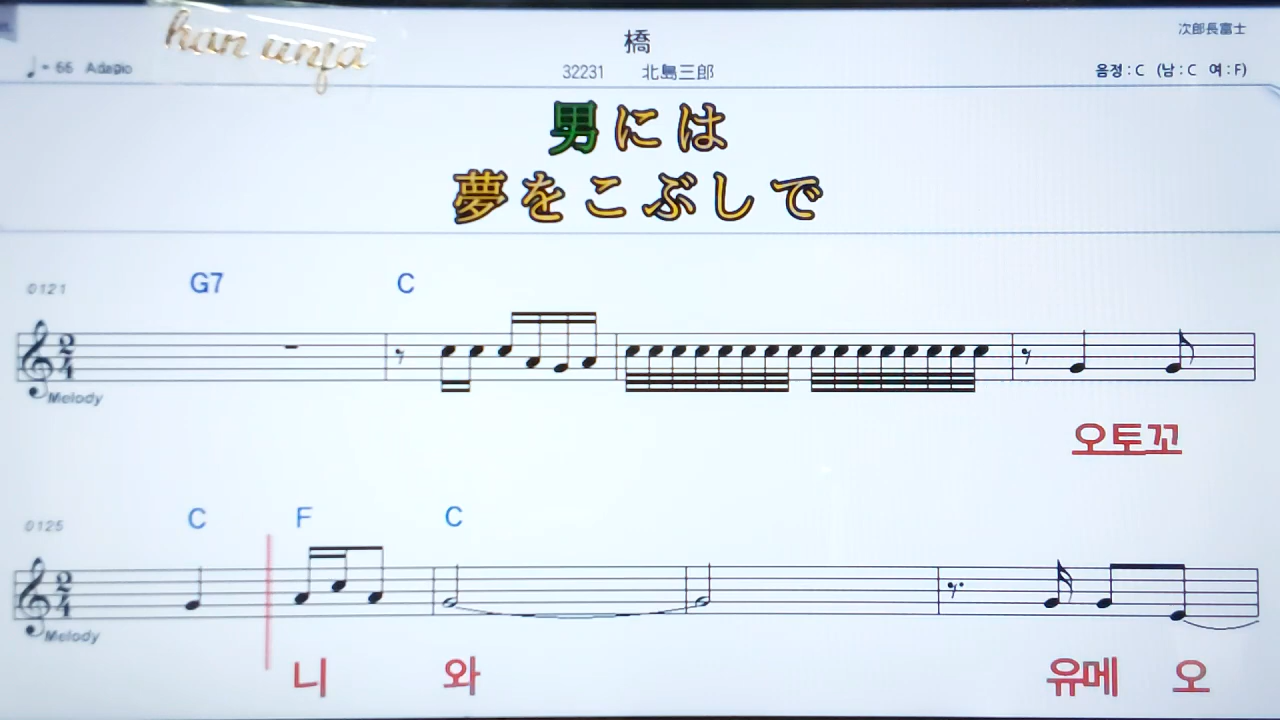 han unja
橋
次郎長富士
♩= 66 Adagio
32231 北島三郎
음정 : C (남 : C 여 : F)
男には
夢をこぶしで
0121 G7 C
Melody
오토꼬
0125 C F C
Melody
니 와 유메 오